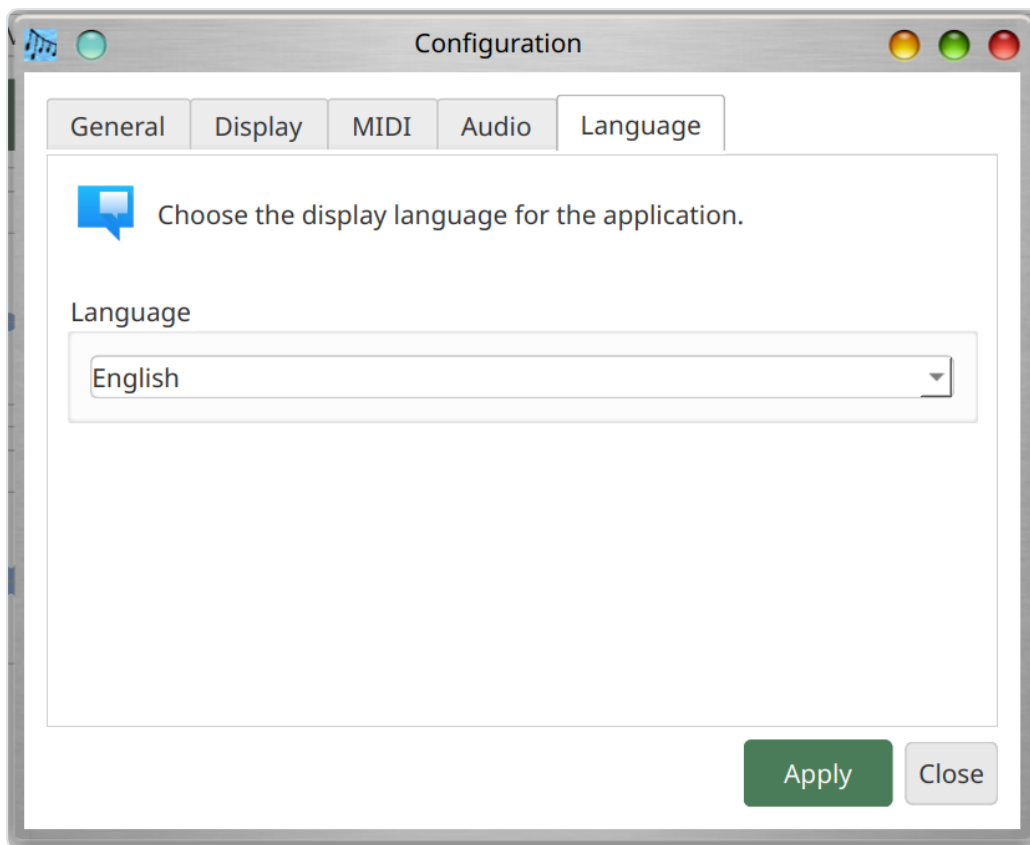 Configuration
General Display MIDI Audio Language
Choose the display language for the application.
Language
English
Apply Close